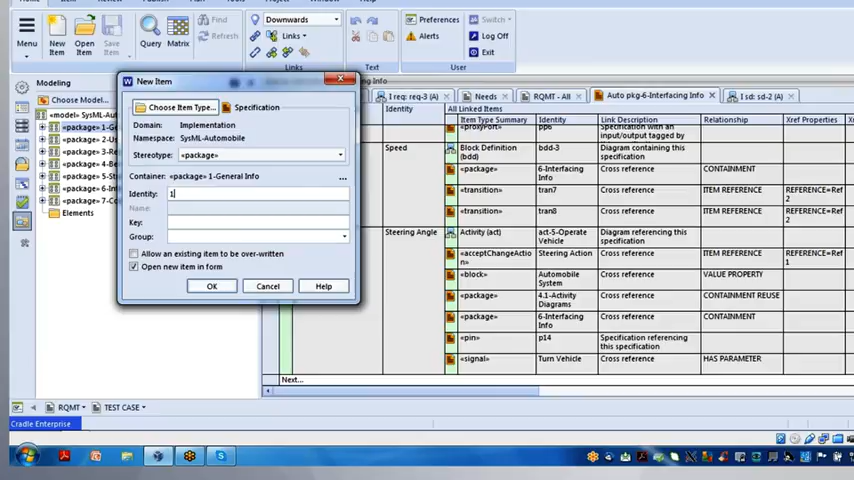 Home
Project
Menu
New Item
Open Item
Save Item
Query
Matrix
Find
Refresh
Downwards
Links
Links
Text
Preferences
Alerts
Switch
Log Off
Exit
User
Modeling
Choose Model...
«model» SysML-A
«package» 1-Ge
«package» 2-U
«package» 3-R
«package» 4-Be
«package» 5-St
«package» 6-In
«package» 7-Co
Elements
New Item
Choose Item Type...
Specification
Domain: Implementation
Namespace: SysML-Automobile
Stereotype: «package»
Container: «package» 1-General Info ...
Identity: 1
Name:
Key:
Group:
Allow an existing item to be over-written
Open new item in form
OK
Cancel
Help
I req: req-3 (A)
Needs
RQMT - All
Auto pkg-6-Interfacing Info
I sd: sd-2 (A)
Identity
All Linked Items
Item Type Summary
Identity
Link Description
Relationship
Xref Properties
«proxyPort» pp6 Specification with an input/output tagged by
Speed
Block Definition (bdd) bdd-3 Diagram containing this specification
«package» 6-Interfacing Info Cross reference CONTAINMENT
«transition» tran7 Cross reference ITEM REFERENCE REFERENCE=Ref 2
«transition» tran8 Cross reference ITEM REFERENCE REFERENCE=Ref 2
Steering Angle
Activity (act) act-5-Operate Vehicle Diagram referencing this specification
«acceptChangeAction» Steering Action Cross reference ITEM REFERENCE REFERENCE=Ref 1
«block» Automobile System Cross reference VALUE PROPERTY
«package» 4.1-Activity Diagrams Cross reference CONTAINMENT REUSE
«package» 6-Interfacing Info Cross reference CONTAINMENT
«pin» p14 Specification referencing this specification
«signal» Turn Vehicle Cross reference HAS PARAMETER
Next...
RQMT
TEST CASE
Cradle Enterprise